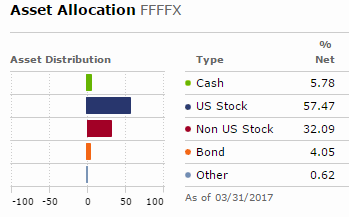 Asset Allocation FFFFX
%
Asset Distribution Type Net
Cash 5.78
US Stock 57.47
Non US Stock 32.09
Bond 4.05
Other 0.62
-100 -50 0 50 100 As of 03/31/2017